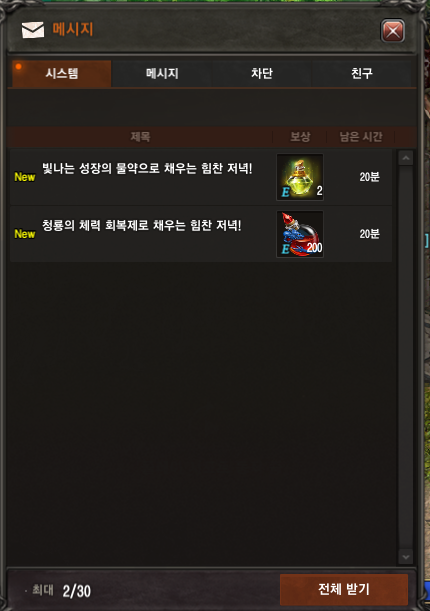 메시지
시스템 메시지 차단 친구
제목 보상 남은 시간
New 빛나는 성장의 물약으로 채우는 힘찬 저녁! E 2 20분
New 청룡의 체력 회복제로 채우는 힘찬 저녁! E 200 20분
· 최대 2/30 전체 받기